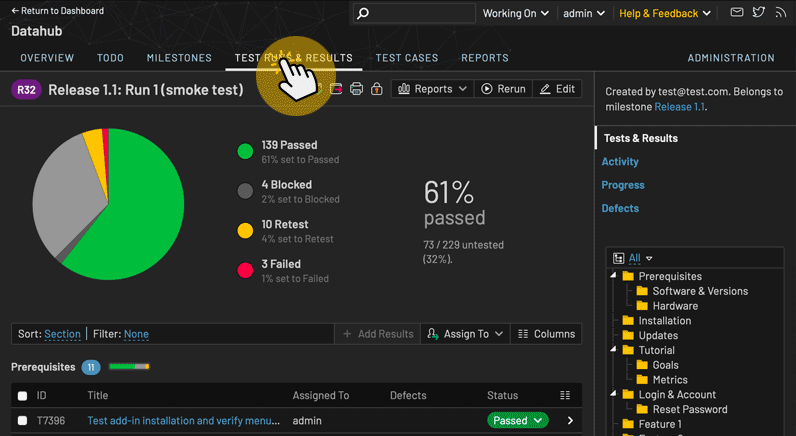 ← Return to Dashboard
Working On
admin
Help & Feedback
Datahub
OVERVIEW
TODO
MILESTONES
TEST RUNS & RESULTS
TEST CASES
REPORTS
ADMINISTRATION
R32
Release 1.1: Run 1 (smoke test)
Reports
Rerun
Edit
139 Passed
61% set to Passed
4 Blocked
2% set to Blocked
10 Retest
4% set to Retest
3 Failed
1% set to Failed
61%
passed
73 / 229 untested
(32%).
Sort: Section | Filter: None
+ Add Results
Assign To
Columns
Prerequisites 11
ID
Title
Assigned To
Defects
Status
T7396
Test add-in installation and verify menu...
admin
Passed
Created by test@test.com. Belongs to
milestone Release 1.1.
Tests & Results
Activity
Progress
Defects
All
Prerequisites
Software & Versions
Hardware
Installation
Updates
Tutorial
Goals
Metrics
Login & Account
Reset Password
Feature 1